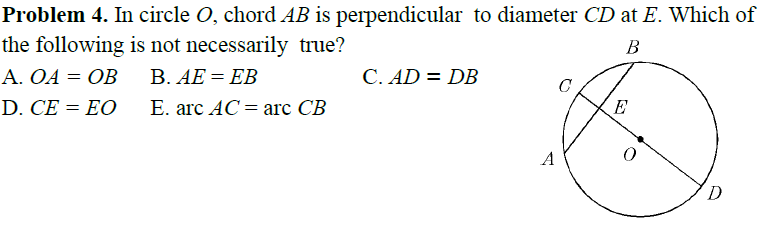 Problem 4. In circle O, chord AB is perpendicular to diameter CD at E. Which of
the following is not necessarily true?
A. OA = OB B. AE = EB C. AD = DB
D. CE = EO E. arc AC = arc CB
B
C
E
A
O
D